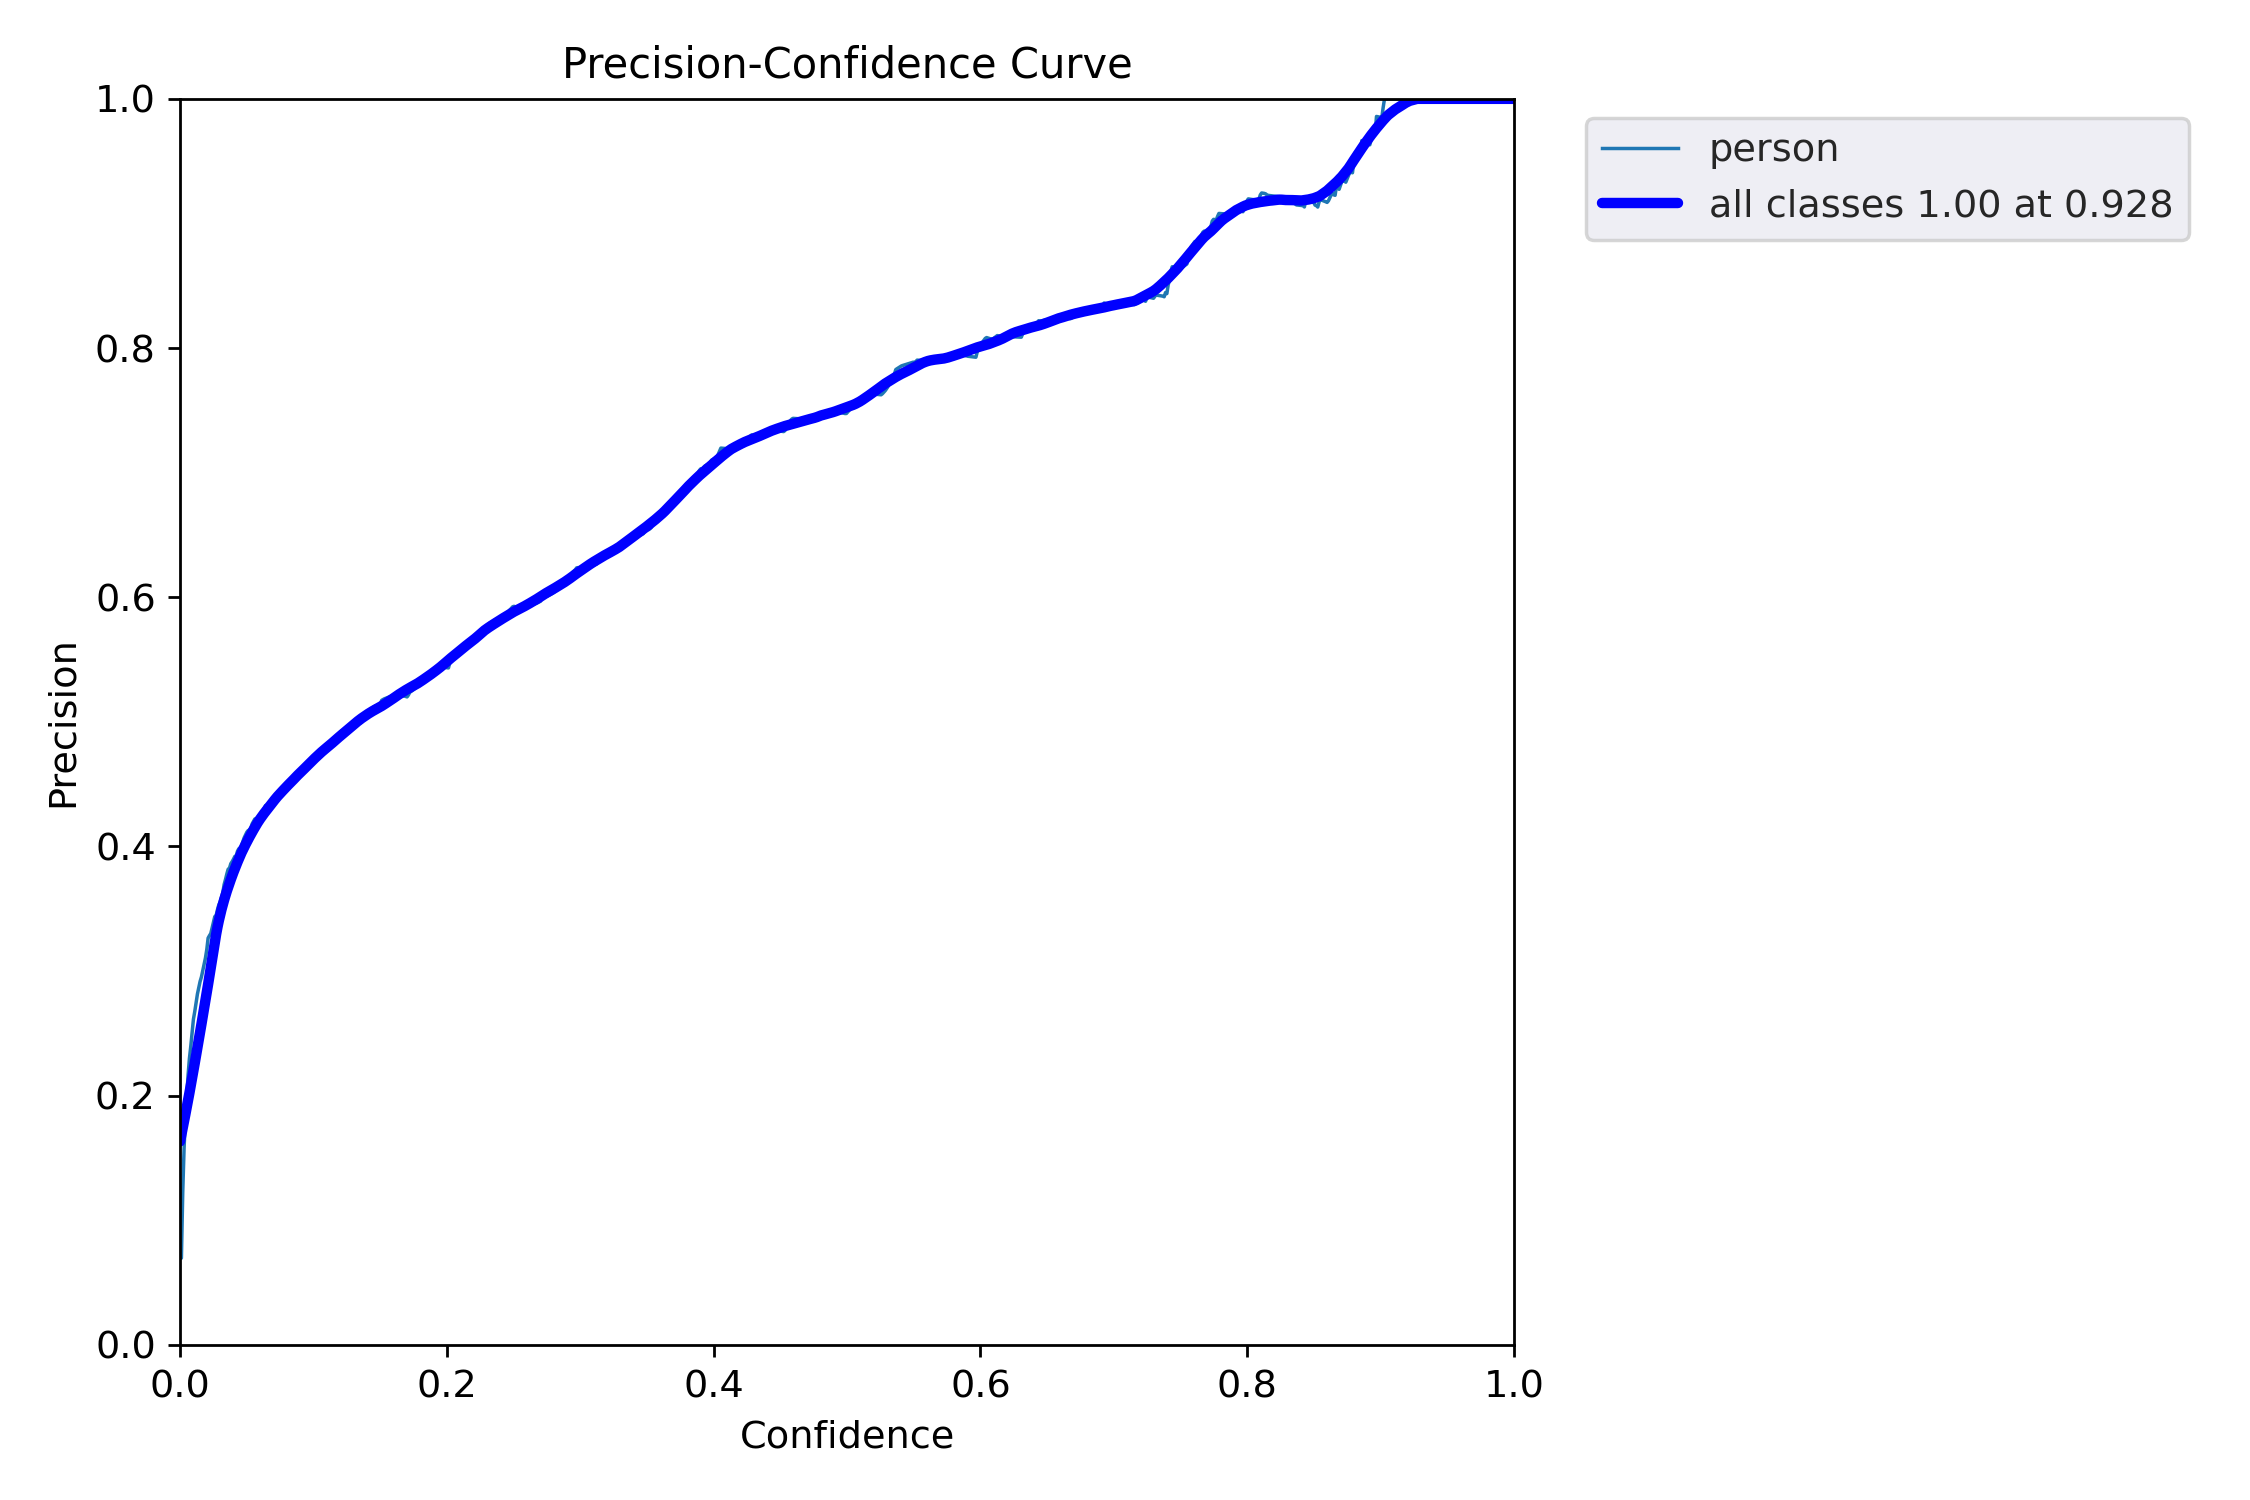 Precision-Confidence Curve
1.0
0.8
0.6
0.4
0.2
0.0
Precision
0.0 0.2 0.4 0.6 0.8 1.0
Confidence
person
all classes 1.00 at 0.928